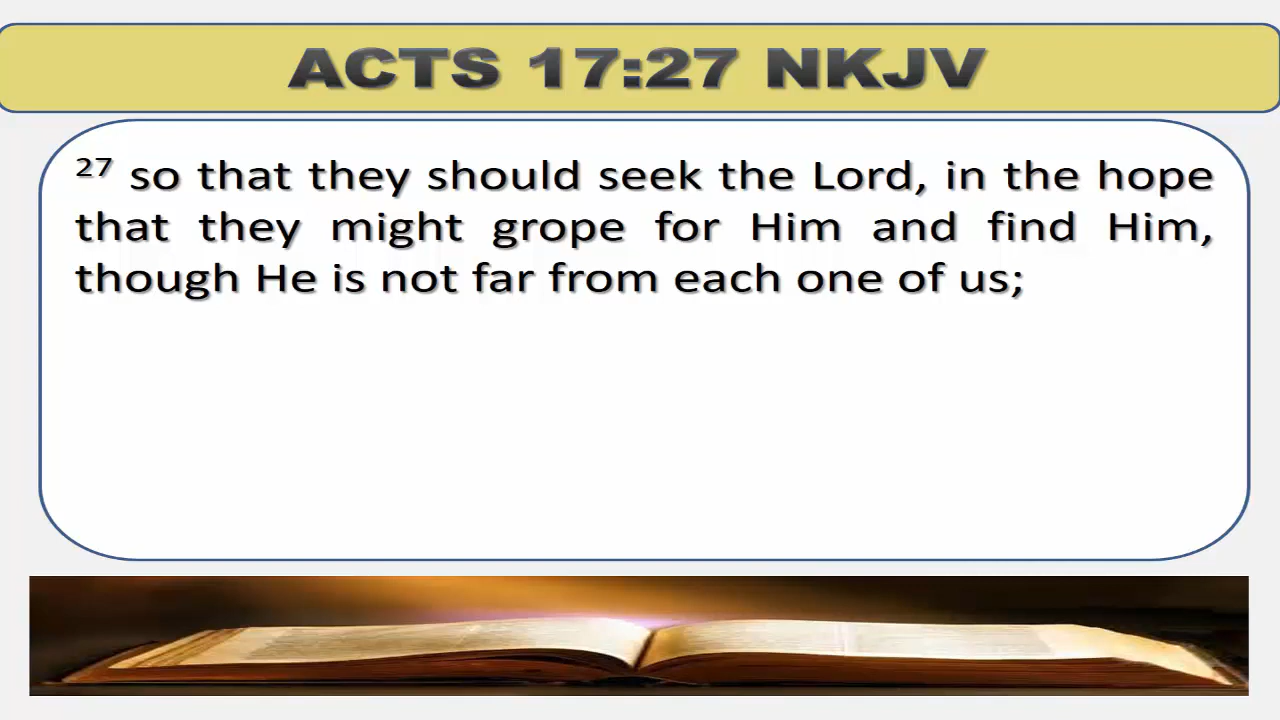 ACTS 17:27 NKJV
27 so that they should seek the Lord, in the hope
that they might grope for Him and find Him,
though He is not far from each one of us;